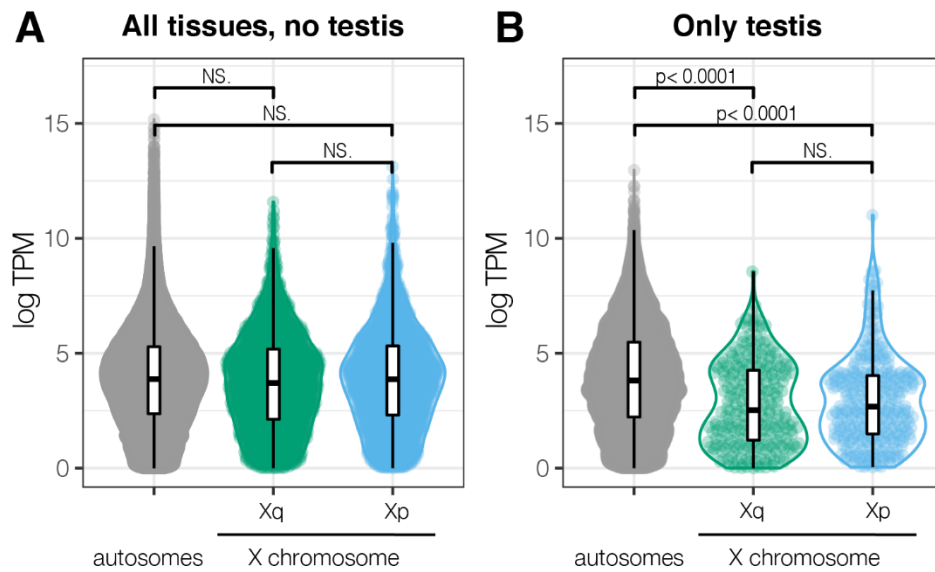 A All tissues, no testis
NS.
NS.
NS.
15
10
5
0
log TPM
Xq Xp
autosomes X chromosome
B Only testis
p< 0.0001
p< 0.0001
NS.
15
10
5
0
log TPM
Xq Xp
autosomes X chromosome